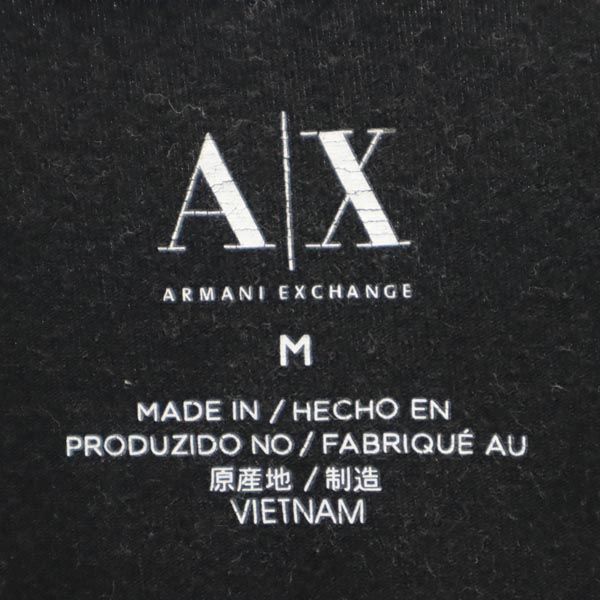 A|X
ARMANI EXCHANGE
M
MADE IN / HECHO EN
PRODUZIDO NO / FABRIQUÉ AU
原産地 / 制造
VIETNAM